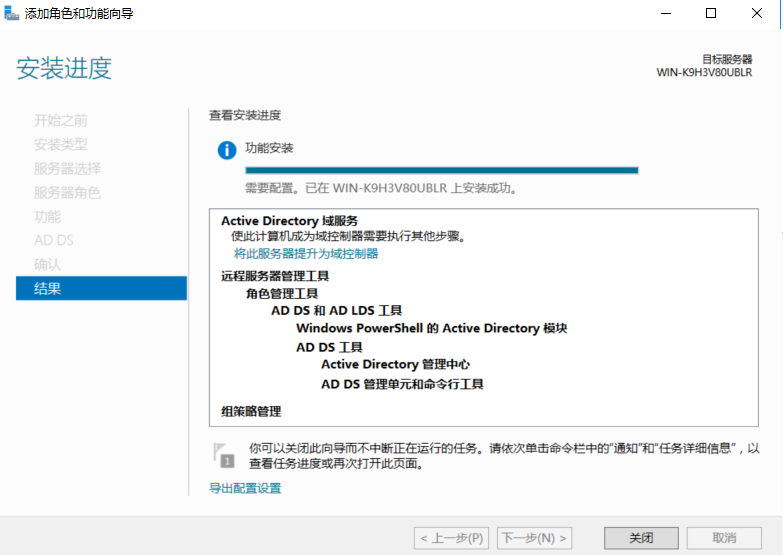 添加角色和功能向导
安装进度
目标服务器
WIN-K9H3V80UBLR
开始之前
安装类型
服务器选择
服务器角色
功能
AD DS
确认
结果
查看安装进度
功能安装
需要配置。已在 WIN-K9H3V80UBLR 上安装成功。
Active Directory 域服务
使此计算机成为域控制器需要执行其他步骤。
将此服务器提升为域控制器
远程服务器管理工具
角色管理工具
AD DS 和 AD LDS 工具
Windows PowerShell 的 Active Directory 模块
AD DS 工具
Active Directory 管理中心
AD DS 管理单元和命令行工具
组策略管理
1
你可以关闭此向导而不中断正在运行的任务。请依次单击命令栏中的"通知"和"任务详细信息"，以
查看任务进度或再次打开此页面。
导出配置设置
< 上一步(P)
下一步(N) >
关闭
取消